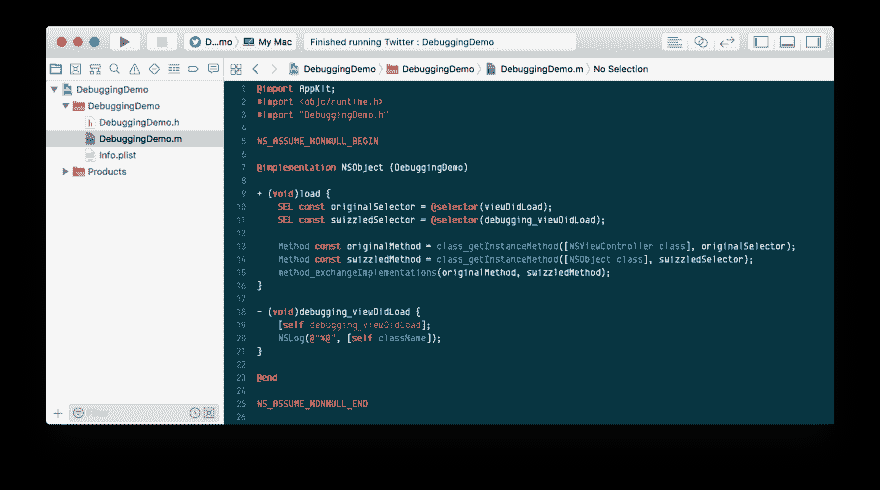 D...mo My Mac Finished running Twitter : DebuggingDemo
DebuggingDemo DebuggingDemo DebuggingDemo.m No Selection
DebuggingDemo
DebuggingDemo
DebuggingDemo.h
DebuggingDemo.m
Info.plist
Products
Filter
1 @import AppKit;
2 #import <objc/runtime.h>
3 #import "DebuggingDemo.h"
4
5 NS_ASSUME_NONNULL_BEGIN
6
7 @implementation NSObject (DebuggingDemo)
8
9 + (void)load {
10 SEL const originalSelector = @selector(viewDidLoad);
11 SEL const swizzledSelector = @selector(debugging_viewDidLoad);
12
13 Method const originalMethod = class_getInstanceMethod([NSViewController class], originalSelector);
14 Method const swizzledMethod = class_getInstanceMethod([NSObject class], swizzledSelector);
15 method_exchangeImplementations(originalMethod, swizzledMethod);
16 }
17
18 - (void)debugging_viewDidLoad {
19 [self debugging_viewDidLoad];
20 NSLog(@"%@", [self className]);
21 }
22
23 @end
24
25 NS_ASSUME_NONNULL_END
26